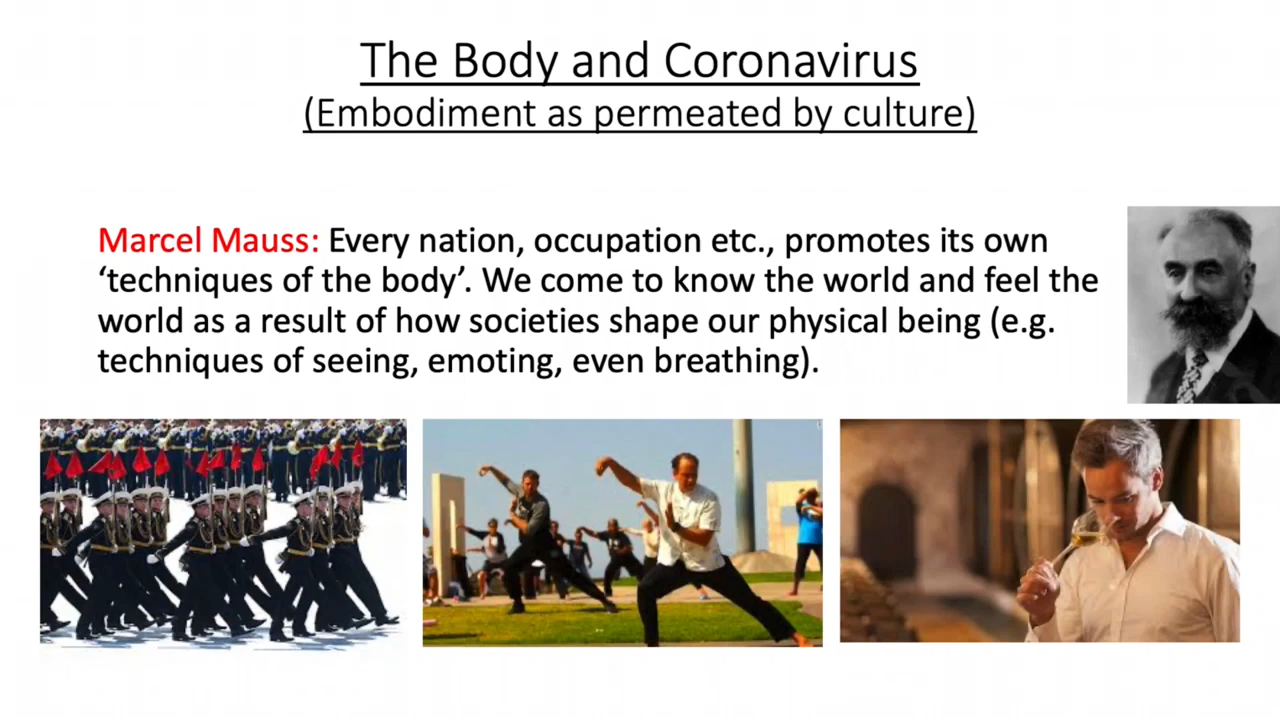 The Body and Coronavirus
(Embodiment as permeated by culture)
Marcel Mauss: Every nation, occupation etc., promotes its own
‘techniques of the body’. We come to know the world and feel the
world as a result of how societies shape our physical being (e.g.
techniques of seeing, emoting, even breathing).